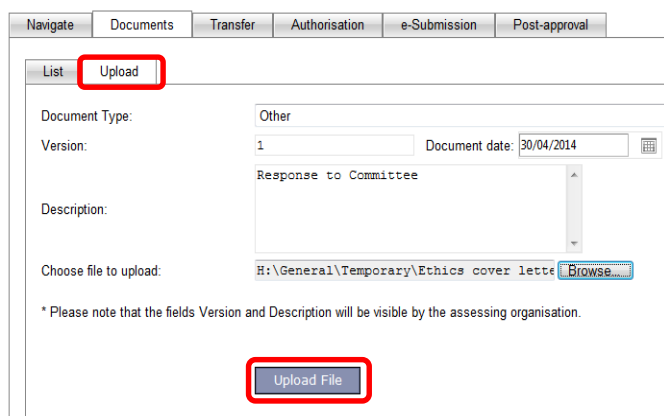 Navigate Documents Transfer Authorisation e-Submission Post-approval
List Upload
Document Type: Other
Version: 1 Document date: 30/04/2014
Response to Committee
Description:
Choose file to upload: H:\General\Temporary\Ethics cover lette Browse...
* Please note that the fields Version and Description will be visible by the assessing organisation.
Upload File